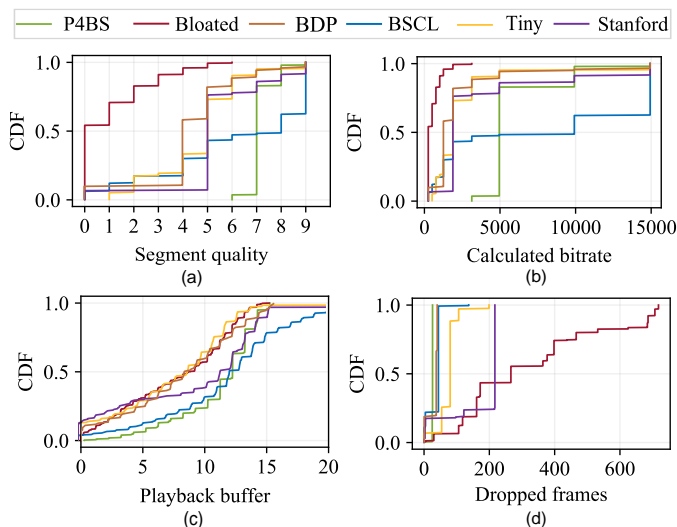 P4BS Bloated BDP BSCL Tiny Stanford
1.0
0.5
0.0
CDF
0 1 2 3 4 5 6 7 8 9
Segment quality
(a)
1.0
0.5
0.0
CDF
0 5000 10000 15000
Calculated bitrate
(b)
1.0
0.5
0.0
CDF
0 5 10 15 20
Playback buffer
(c)
1.0
0.5
0.0
CDF
0 200 400 600
Dropped frames
(d)